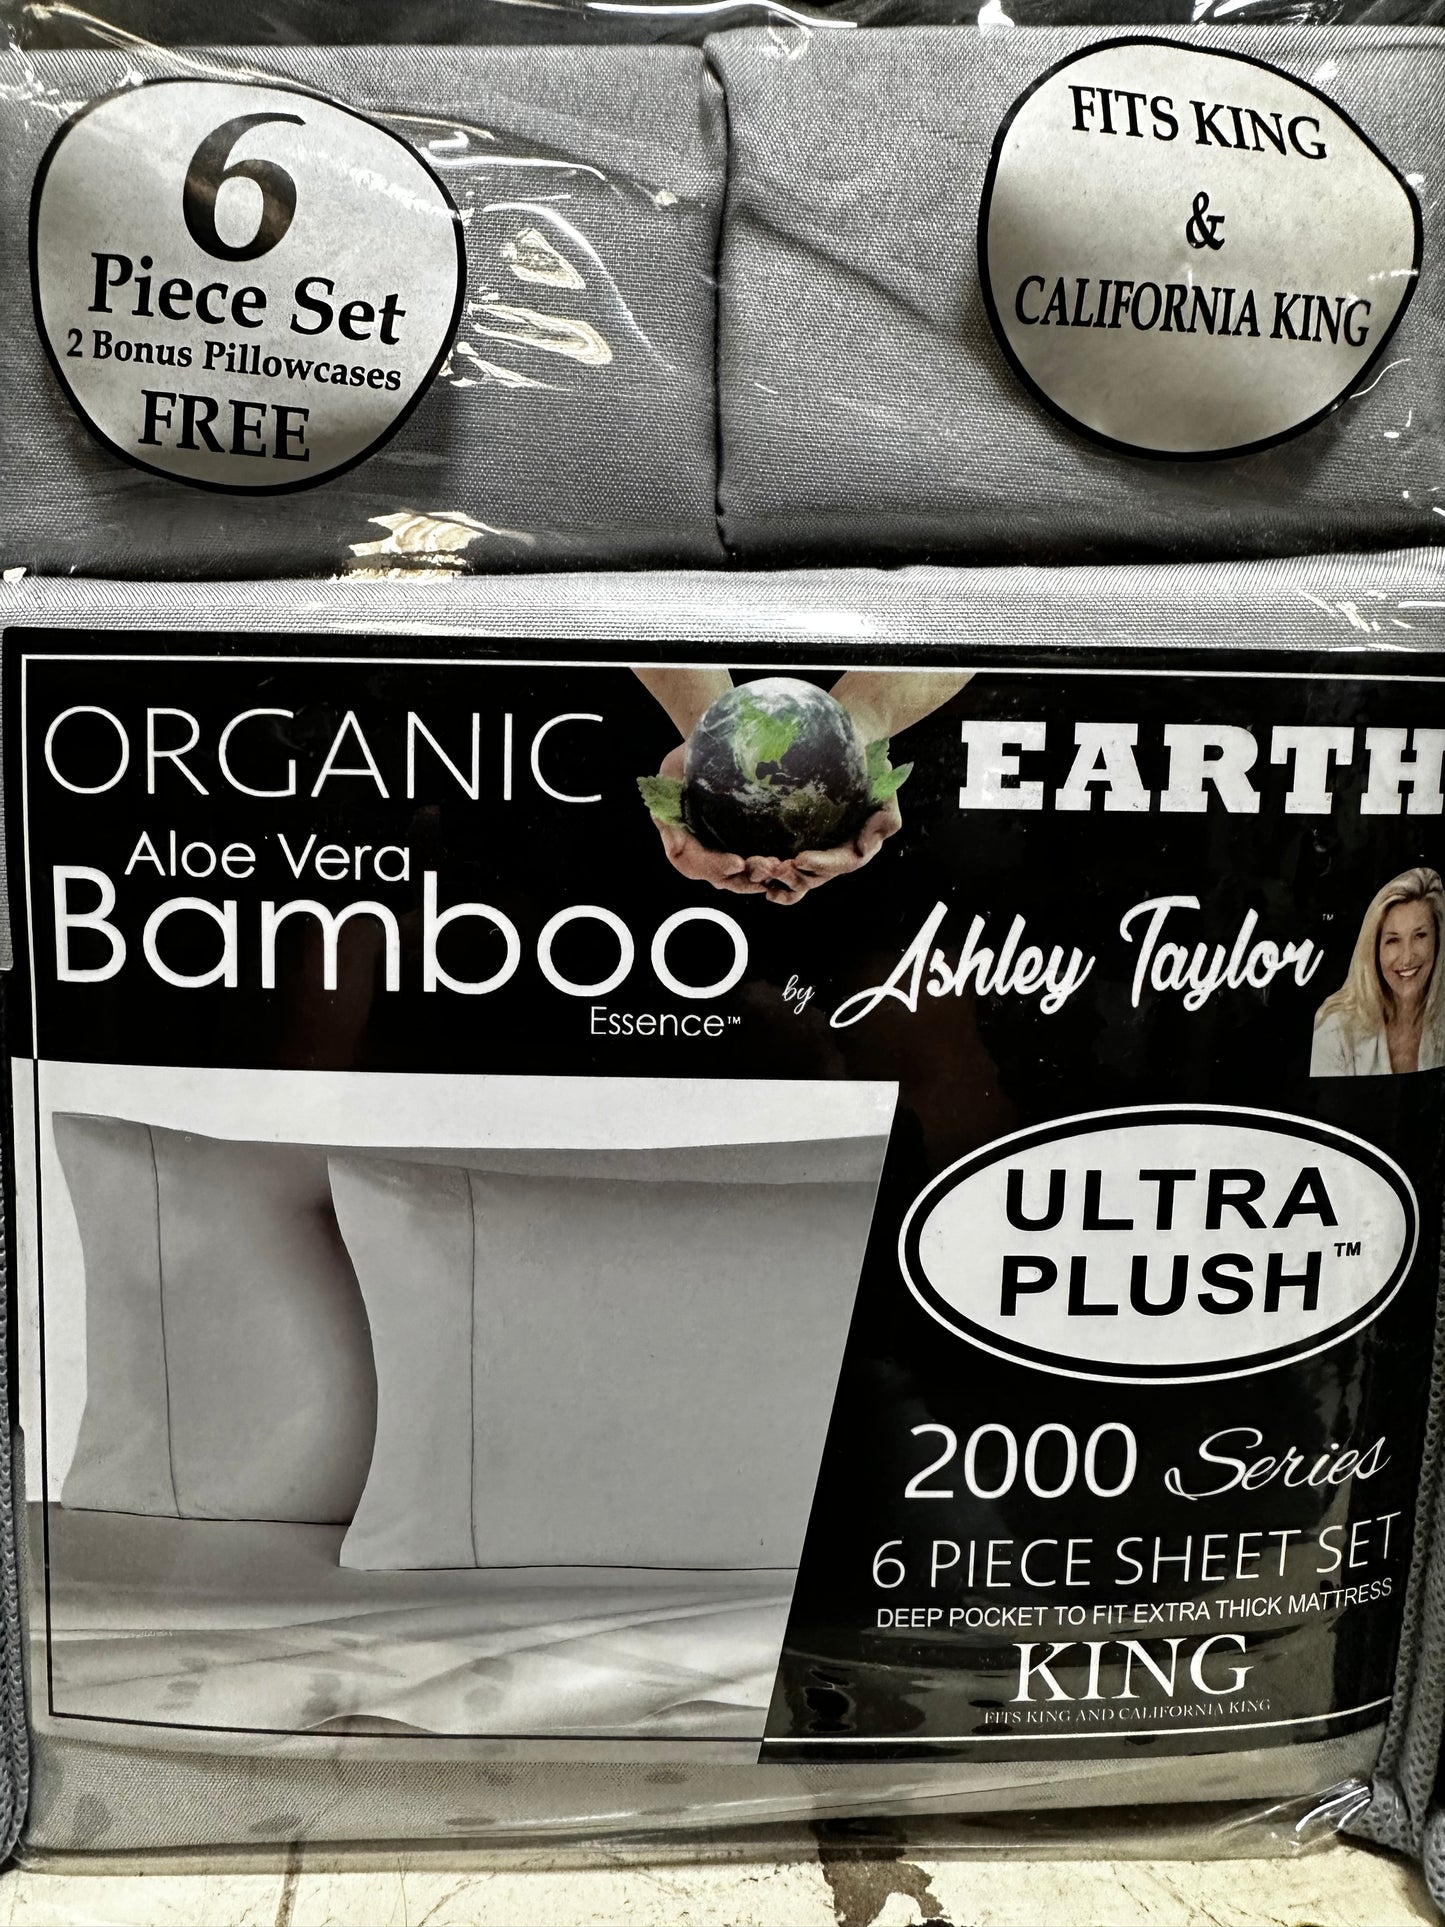 6
Piece Set
2 Bonus Pillowcases
FREE
FITS KING
&
CALIFORNIA KING
ORGANIC
EARTH
Aloe Vera
Bamboo
Essence™
by Ashley Taylor™
ULTRA
PLUSH™
2000 Series
6 PIECE SHEET SET
DEEP POCKET TO FIT EXTRA THICK MATTRESS
KING
FITS KING AND CALIFORNIA KING